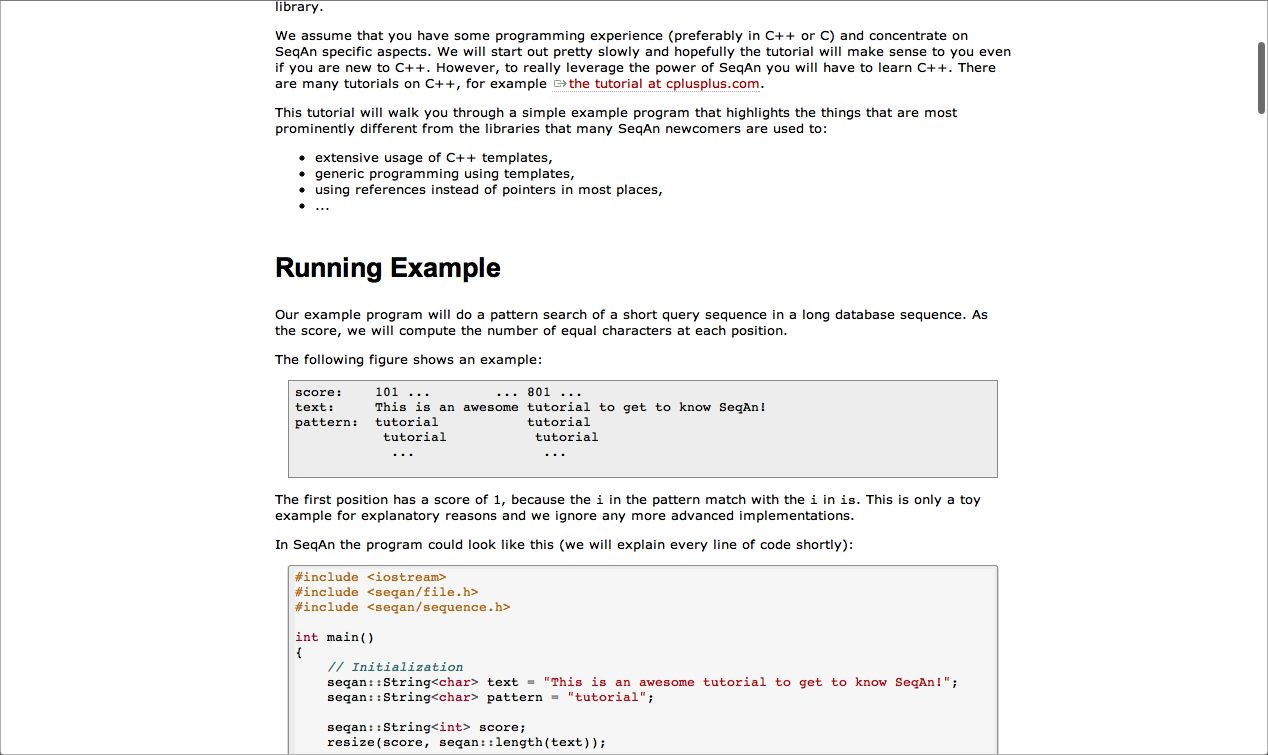 library.
We assume that you have some programming experience (preferably in C++ or C) and concentrate on
SeqAn specific aspects. We will start out pretty slowly and hopefully the tutorial will make sense to you even
if you are new to C++. However, to really leverage the power of SeqAn you will have to learn C++. There
are many tutorials on C++, for example the tutorial at cplusplus.com.
This tutorial will walk you through a simple example program that highlights the things that are most
prominently different from the libraries that many SeqAn newcomers are used to:
• extensive usage of C++ templates,
• generic programming using templates,
• using references instead of pointers in most places,
• ...
Running Example
Our example program will do a pattern search of a short query sequence in a long database sequence. As
the score, we will compute the number of equal characters at each position.
The following figure shows an example:
score:    101 ...        ... 801 ...
text:     This is an awesome tutorial to get to know SeqAn!
pattern:  tutorial           tutorial
           tutorial           tutorial
            ...                ...
The first position has a score of 1, because the i in the pattern match with the i in is. This is only a toy
example for explanatory reasons and we ignore any more advanced implementations.
In SeqAn the program could look like this (we will explain every line of code shortly):
#include <iostream>
#include <seqan/file.h>
#include <seqan/sequence.h>
int main()
{
    // Initialization
    seqan::String<char> text = "This is an awesome tutorial to get to know SeqAn!";
    seqan::String<char> pattern = "tutorial";
    seqan::String<int> score;
    resize(score, seqan::length(text));